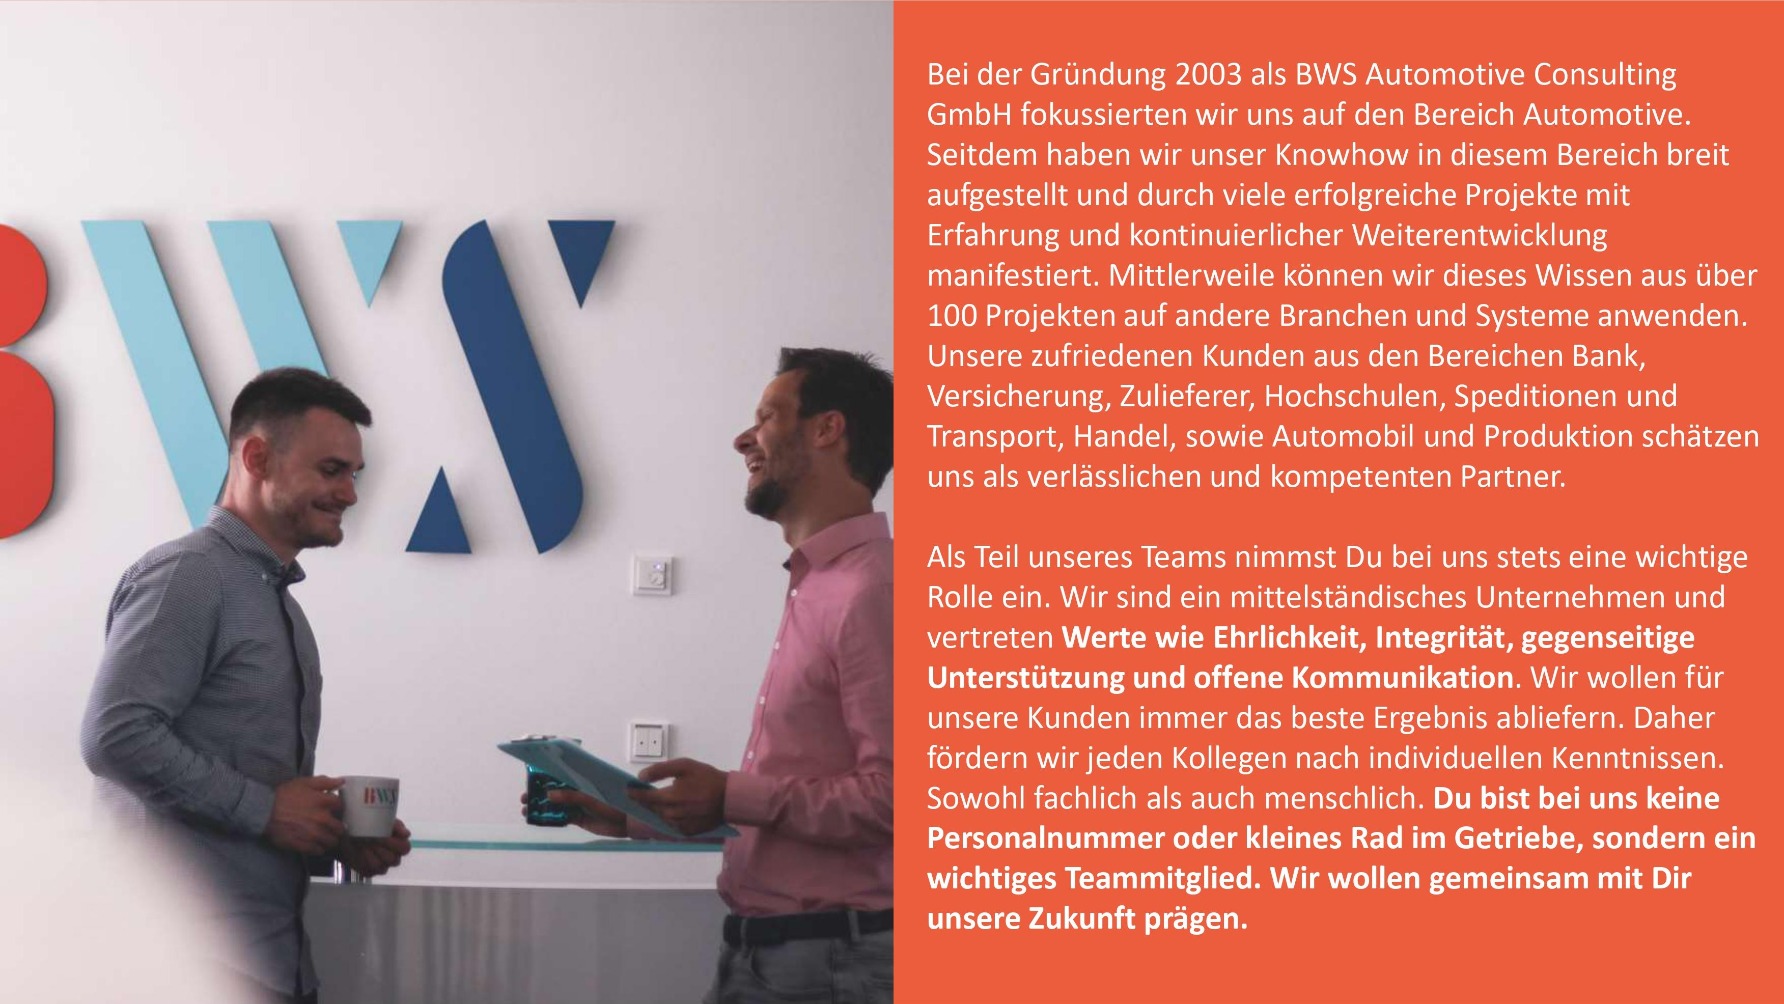 BWS
BWS
Bei der Gründung 2003 als BWS Automotive Consulting
GmbH fokussierten wir uns auf den Bereich Automotive.
Seitdem haben wir unser Knowhow in diesem Bereich breit
aufgestellt und durch viele erfolgreiche Projekte mit
Erfahrung und kontinuierlicher Weiterentwicklung
manifestiert. Mittlerweile können wir dieses Wissen aus über
100 Projekten auf andere Branchen und Systeme anwenden.
Unsere zufriedenen Kunden aus den Bereichen Bank,
Versicherung, Zulieferer, Hochschulen, Speditionen und
Transport, Handel, sowie Automobil und Produktion schätzen
uns als verlässlichen und kompetenten Partner.
Als Teil unseres Teams nimmst Du bei uns stets eine wichtige
Rolle ein. Wir sind ein mittelständisches Unternehmen und
vertreten Werte wie Ehrlichkeit, Integrität, gegenseitige
Unterstützung und offene Kommunikation. Wir wollen für
unsere Kunden immer das beste Ergebnis abliefern. Daher
fördern wir jeden Kollegen nach individuellen Kenntnissen.
Sowohl fachlich als auch menschlich. Du bist bei uns keine
Personalnummer oder kleines Rad im Getriebe, sondern ein
wichtiges Teammitglied. Wir wollen gemeinsam mit Dir
unsere Zukunft prägen.